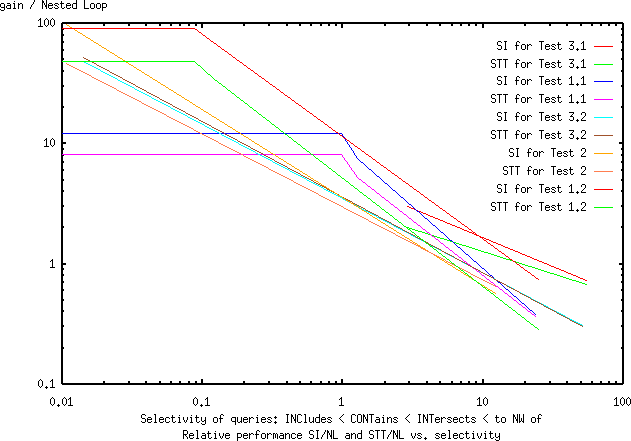 gain / Nested Loop
100
10
1
0.1
SI for Test 3.1
STT for Test 3.1
SI for Test 1.1
STT for Test 1.1
SI for Test 3.2
STT for Test 3.2
SI for Test 2
STT for Test 2
SI for Test 1.2
STT for Test 1.2
0.01 0.1 1 10 100
Selectivity of queries: INCludes < CONTains < INTersects < to NW of
Relative performance SI/NL and STT/NL vs. selectivity